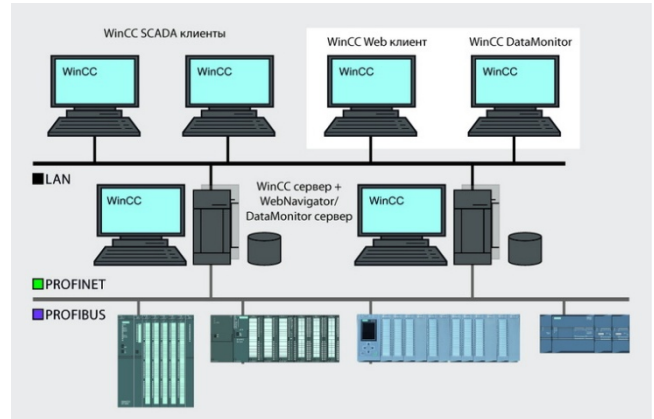 WinCC SCADA клиенты
WinCC Web клиент
WinCC DataMonitor
WinCC
WinCC
WinCC
WinCC
LAN
WinCC
WinCC сервер +
WebNavigator/
DataMonitor сервер
WinCC
PROFINET
PROFIBUS